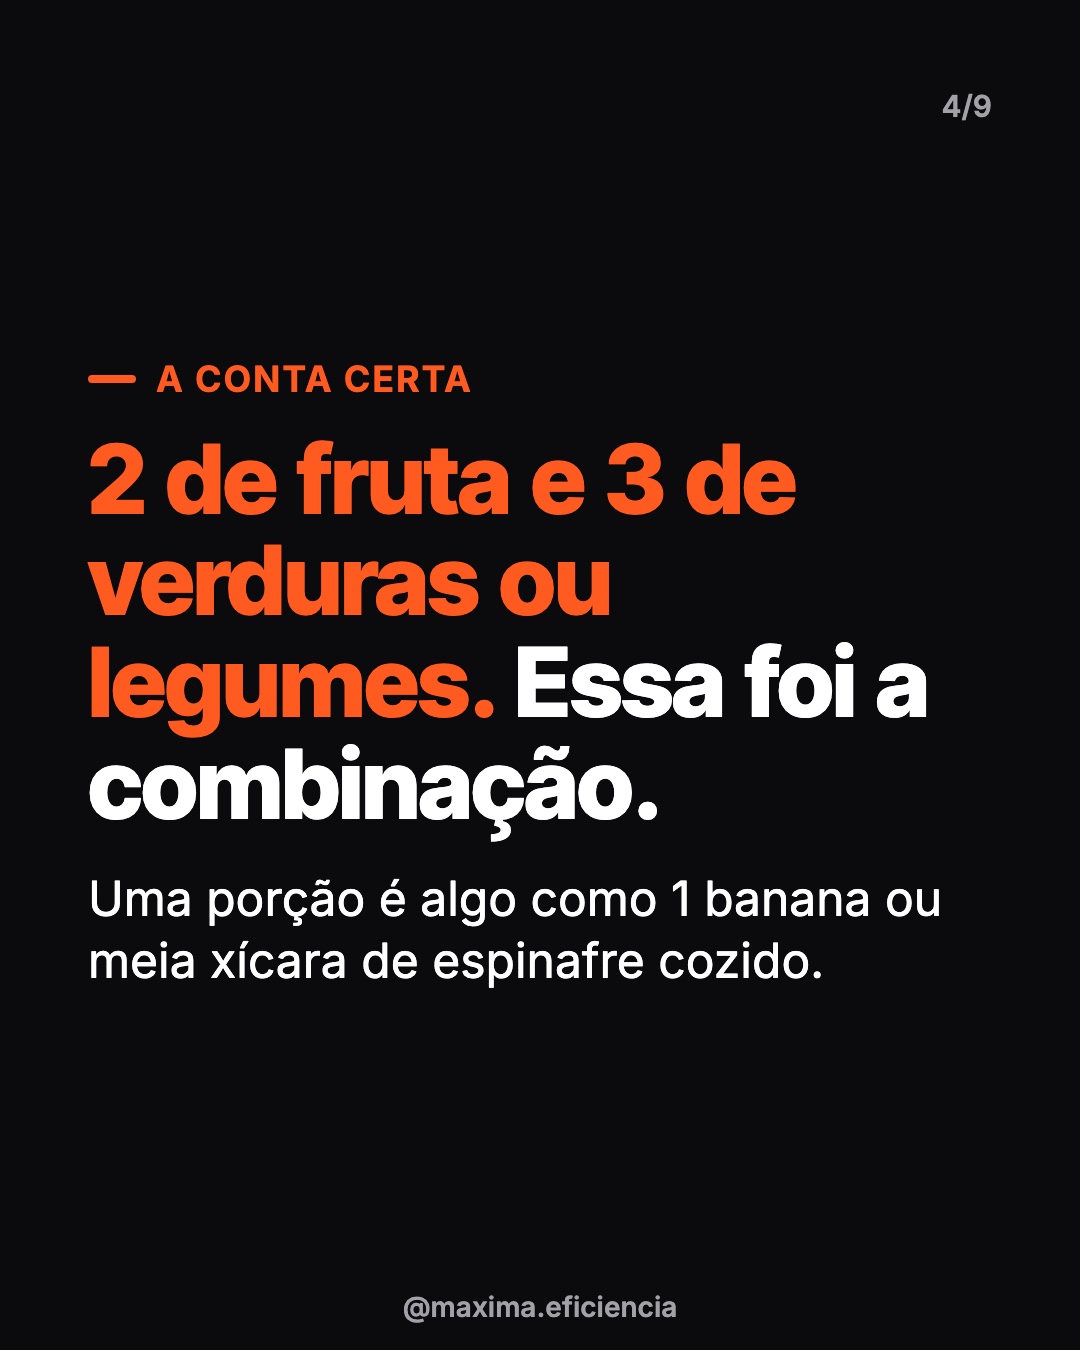 4/9
A CONTA CERTA
2 de fruta e 3 de
verduras ou
legumes. Essa foi a
combinação.
Uma porção é algo como 1 banana ou
meia xícara de espinafre cozido.
@maxima.eficiencia